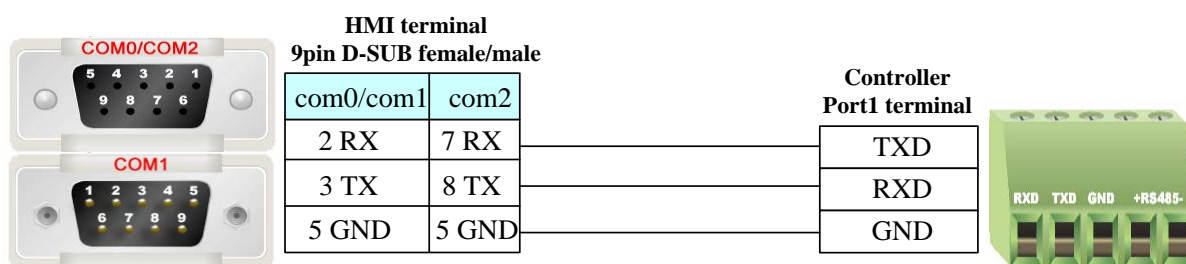 HMI terminal
9pin D-SUB female/male
COM0/COM2
5 4 3 2 1
9 8 7 6
COM1
1 2 3 4 5
6 7 8 9
com0/com1 com2
2 RX 7 RX
3 TX 8 TX
5 GND 5 GND
Controller
Port1 terminal
TXD
RXD
GND
RXD TXD GND +RS485-